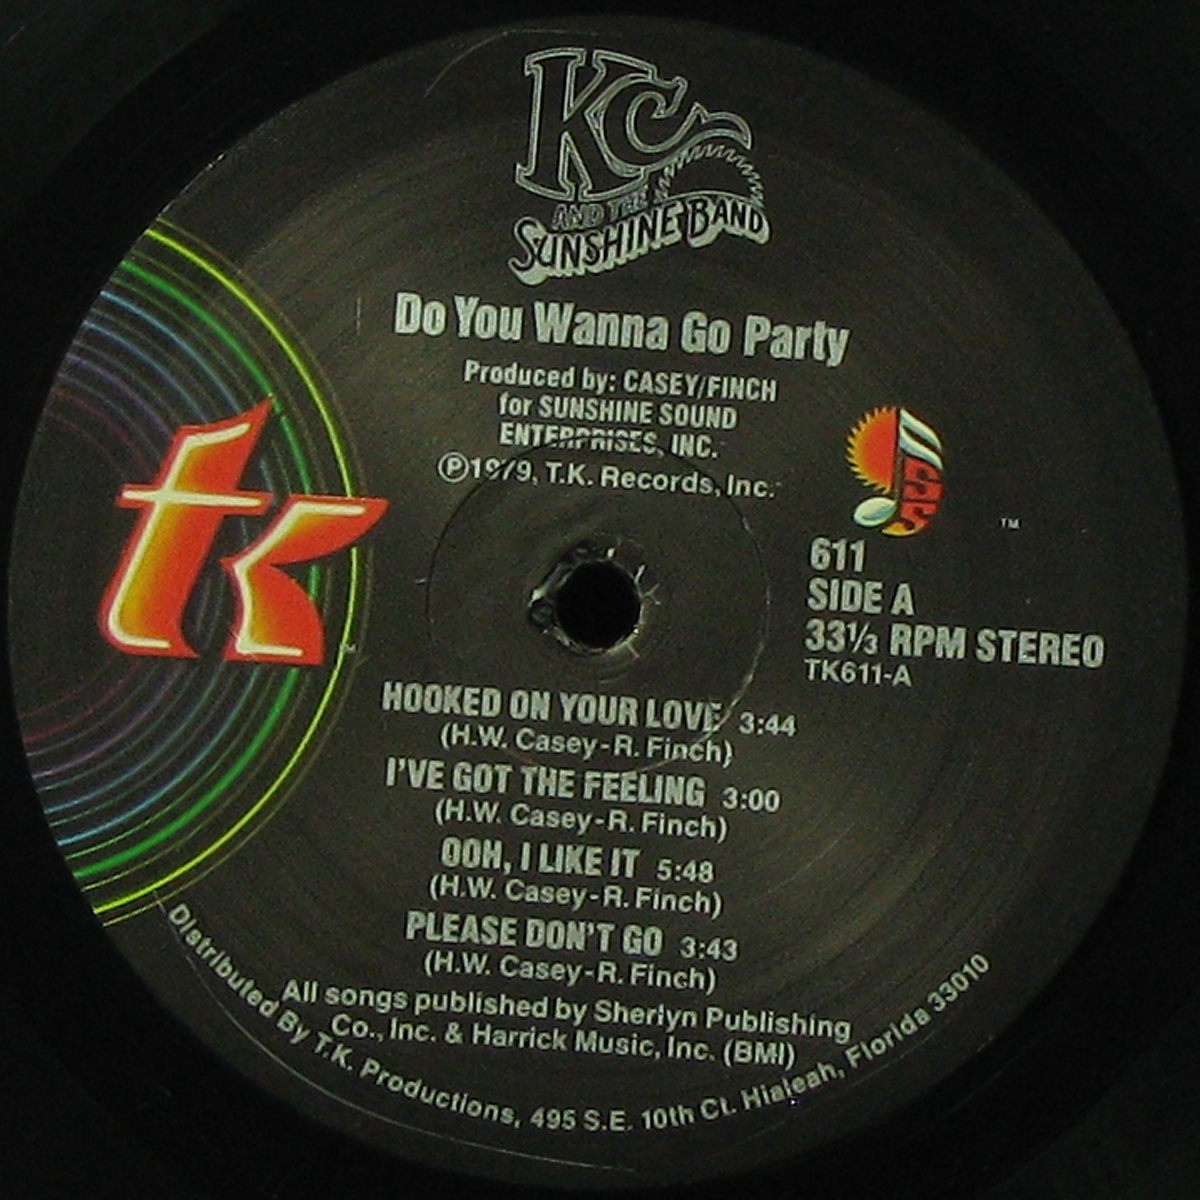 KC
AND THE
SUNSHINE BAND
Do You Wanna Go Party
Produced by: CASEY/FINCH
for SUNSHINE SOUND
ENTERPRISES, INC.
Ⓟ1979, T.K. Records, Inc.
tk
TM
SS
TM
611
SIDE A
33⅓ RPM STEREO
TK611-A
HOOKED ON YOUR LOVE 3:44
(H.W. Casey-R. Finch)
I'VE GOT THE FEELING 3:00
(H.W. Casey-R. Finch)
OOH, I LIKE IT 5:48
(H.W. Casey-R. Finch)
PLEASE DON'T GO 3:43
(H.W. Casey-R. Finch)
All songs published by Sherlyn Publishing
Co., Inc. & Harrick Music, Inc. (BMI)
Distributed By T.K. Productions, 495 S.E. 10th Ct. Hialeah, Florida 33010